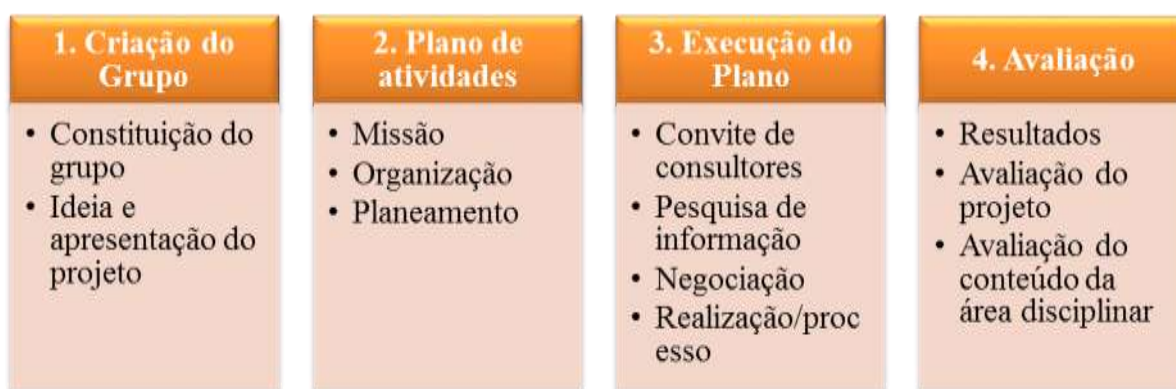 1. Criação do
Grupo
• Constituição do
grupo
• Ideia e
apresentação do
projeto
2. Plano de
atividades
• Missão
• Organização
• Planeamento
3. Execução do
Plano
• Convite de
consultores
• Pesquisa de
informação
• Negociação
• Realização/proc
esso
4. Avaliação
• Resultados
• Avaliação do
projeto
• Avaliação do
conteúdo da
área disciplinar